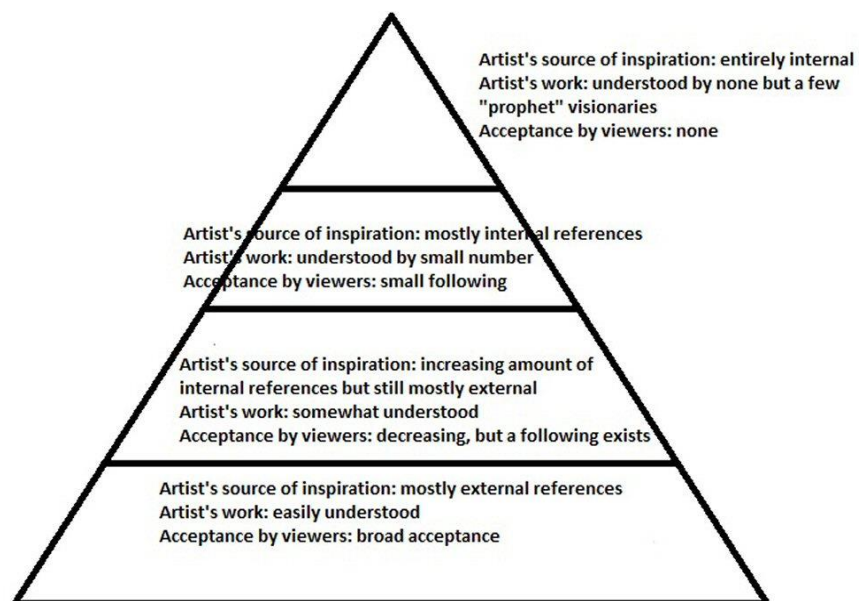 Artist's source of inspiration: entirely internal
Artist's work: understood by none but a few
"prophet" visionaries
Acceptance by viewers: none
Artist's source of inspiration: mostly internal references
Artist's work: understood by small number
Acceptance by viewers: small following
Artist's source of inspiration: increasing amount of
internal references but still mostly external
Artist's work: somewhat understood
Acceptance by viewers: decreasing, but a following exists
Artist's source of inspiration: mostly external references
Artist's work: easily understood
Acceptance by viewers: broad acceptance